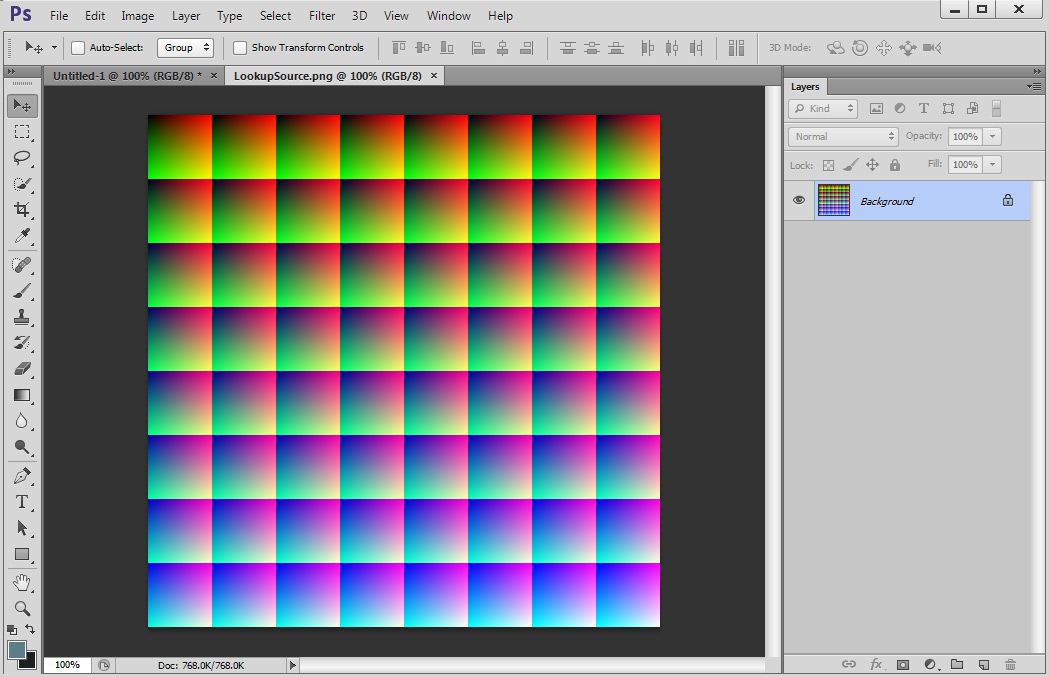 Ps File Edit Image Layer Type Select Filter 3D View Window Help
Auto-Select: Group Show Transform Controls 3D Mode:
Untitled-1 @ 100% (RGB/8) * × LookupSource.png @ 100% (RGB/8) ×
Layers
Kind
Normal Opacity: 100%
Lock: Fill: 100%
Background
T
fx
100% Doc: 768.0K/768.0K